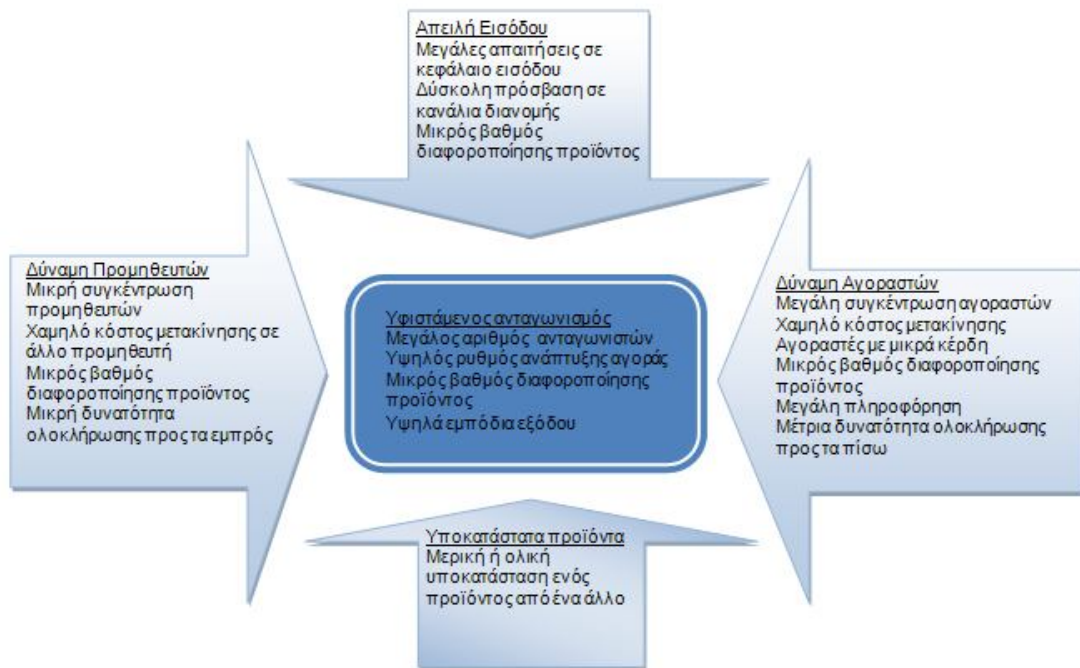 Απειλή Εισόδου
Μεγάλες απαιτήσεις σε
κεφάλαιο εισόδου
Δύσκολη πρόσβαση σε
κανάλια διανομής
Μικρός βαθμός
διαφοροποίησης προϊόντος
Δύναμη Προμηθευτών
Μικρή συγκέντρωση
προμηθευτών
Χαμηλό κόστος μετακίνησης σε
άλλο προμηθευτή
Μικρός βαθμός
διαφοροποίησης προϊόντος
Μικρή δυνατότητα
ολοκλήρωσης προς τα εμπρός
Υφιστάμενος ανταγωνισμός
Μεγάλος αριθμός ανταγωνιστών
Υψηλός ρυθμός ανάπτυξης αγοράς
Μικρός βαθμός διαφοροποίησης
προϊόντος
Υψηλά εμπόδια εξόδου
Δύναμη Αγοραστών
Μεγάλη συγκέντρωση αγοραστών
Χαμηλό κόστος μετακίνησης
Αγοραστές με μικρά κέρδη
Μικρός βαθμός διαφοροποίησης
προϊόντος
Μεγάλη πληροφόρηση
Μέτρια δυνατότητα ολοκλήρωσης
προς τα πίσω
Υποκατάστατα προϊόντα
Μερική ή ολική
υποκατάσταση ενός
προϊόντος από ένα άλλο